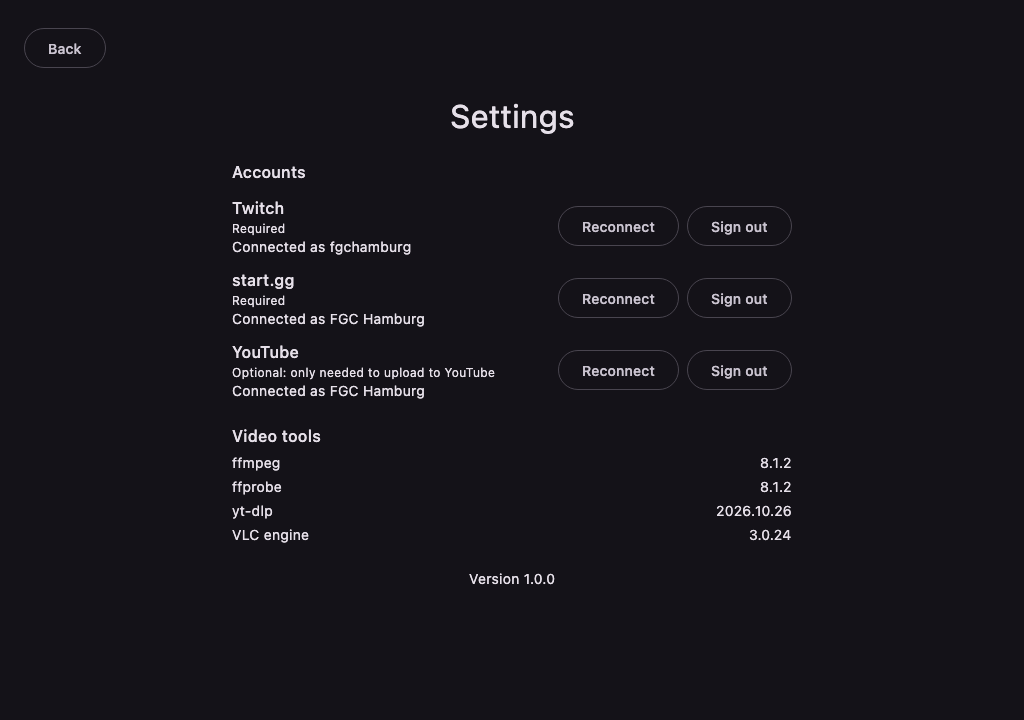 Back
Settings
Accounts
Twitch
Required
Connected as fgchamburg
Reconnect
Sign out
start.gg
Required
Connected as FGC Hamburg
Reconnect
Sign out
YouTube
Optional: only needed to upload to YouTube
Connected as FGC Hamburg
Reconnect
Sign out
Video tools
ffmpeg 8.1.2
ffprobe 8.1.2
yt-dlp 2026.10.26
VLC engine 3.0.24
Version 1.0.0